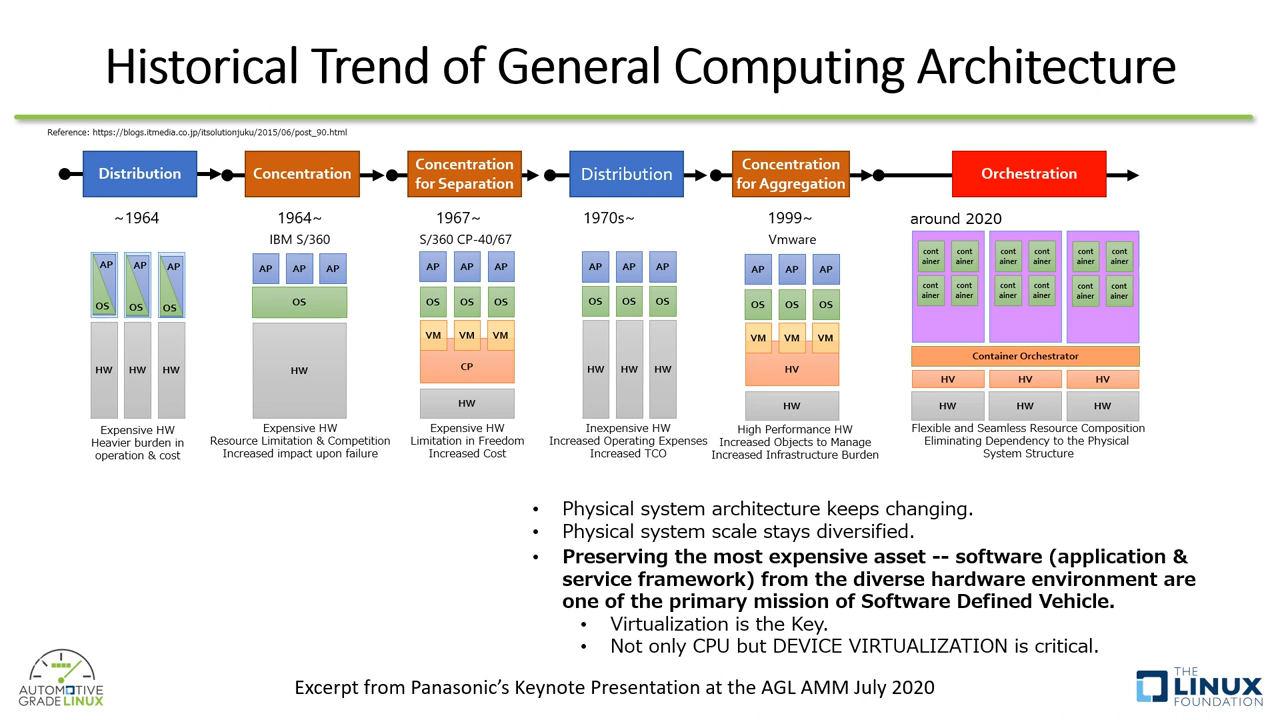 Historical Trend of General Computing Architecture
Reference: https://blogs.itmedia.co.jp/itsolutionjuku/2015/06/post_90.html
Distribution
~1964
AP AP AP
OS OS OS
HW HW HW
Expensive HW
Heavier burden in
operation & cost
Concentration
1964~
IBM S/360
AP AP AP
OS
HW
Expensive HW
Resource Limitation & Competition
Increased impact upon failure
Concentration
for Separation
1967~
S/360 CP-40/67
AP AP AP
OS OS OS
VM VM VM
CP
HW
Expensive HW
Limitation in Freedom
Increased Cost
Distribution
1970s~
AP AP AP
OS OS OS
HW HW HW
Inexpensive HW
Increased Operating Expenses
Increased TCO
Concentration
for Aggregation
1999~
Vmware
AP AP AP
OS OS OS
VM VM VM
HV
HW
High Performance HW
Increased Objects to Manage
Increased Infrastructure Burden
Orchestration
around 2020
cont cont cont cont cont cont
ainer ainer ainer ainer ainer ainer
cont cont cont cont cont cont
ainer ainer ainer ainer ainer ainer
Container Orchestrator
HV HV HV
HW HW HW
Flexible and Seamless Resource Composition
Eliminating Dependency to the Physical
System Structure
• Physical system architecture keeps changing.
• Physical system scale stays diversified.
• Preserving the most expensive asset -- software (application &
service framework) from the diverse hardware environment are
one of the primary mission of Software Defined Vehicle.
• Virtualization is the Key.
• Not only CPU but DEVICE VIRTUALIZATION is critical.
AUTOMOTIVE
GRADE LINUX
Excerpt from Panasonic's Keynote Presentation at the AGL AMM July 2020
THE
LINUX
FOUNDATION